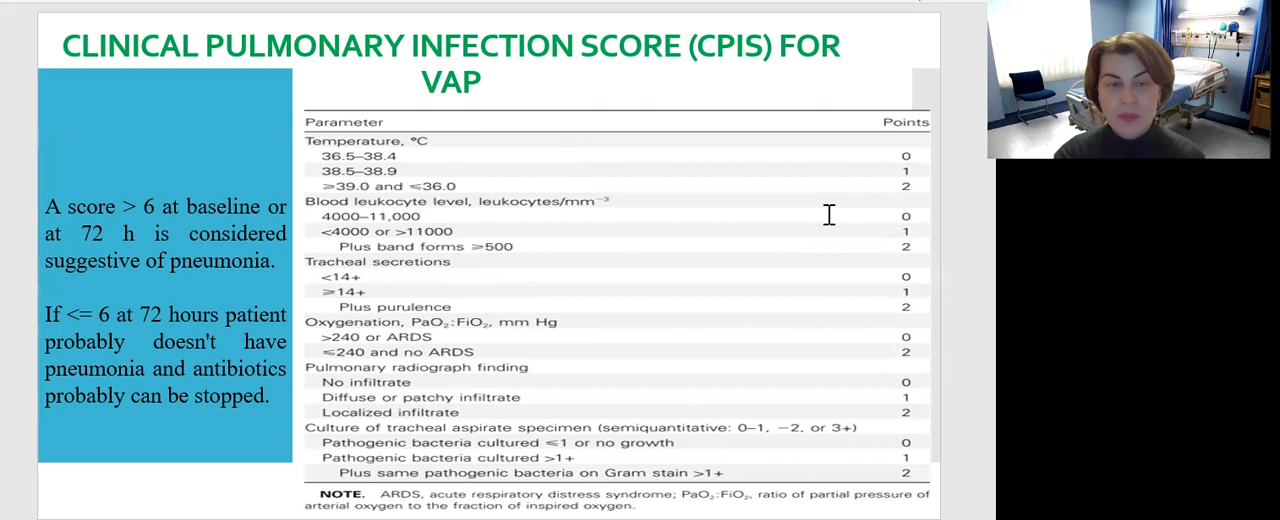 CLINICAL PULMONARY INFECTION SCORE (CPIS) FOR
VAP
A score > 6 at baseline or
at 72 h is considered
suggestive of pneumonia.
If <= 6 at 72 hours patient
probably doesn't have
pneumonia and antibiotics
probably can be stopped.
Parameter Points
Temperature, °C
36.5–38.4 0
38.5–38.9 1
≥39.0 and ≤36.0 2
Blood leukocyte level, leukocytes/mm⁻³
4000–11,000 0
<4000 or >11000 1
Plus band forms ≥500 2
Tracheal secretions
<14+ 0
≥14+ 1
Plus purulence 2
Oxygenation, PaO₂:FiO₂, mm Hg
>240 or ARDS 0
≤240 and no ARDS 2
Pulmonary radiograph finding
No infiltrate 0
Diffuse or patchy infiltrate 1
Localized infiltrate 2
Culture of tracheal aspirate specimen (semiquantitative: 0–1, −2, or 3+)
Pathogenic bacteria cultured ≤1 or no growth 0
Pathogenic bacteria cultured >1+ 1
Plus same pathogenic bacteria on Gram stain >1+ 2
NOTE. ARDS, acute respiratory distress syndrome; PaO₂:FiO₂, ratio of partial pressure of
arterial oxygen to the fraction of inspired oxygen.